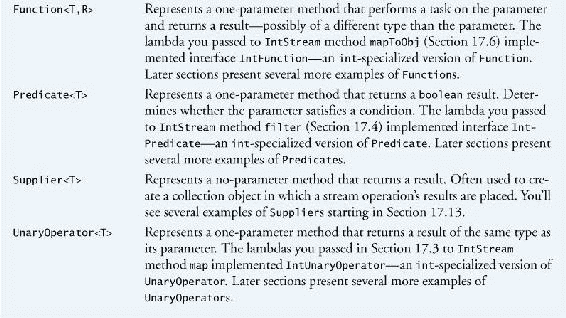 Function<T,R> Represents a one-parameter method that performs a task on the parameter
and returns a result—possibly of a different type than the parameter. The
lambda you passed to IntStream method mapToObj (Section 17.6) imple-
mented interface IntFunction—an int-specialized version of Function.
Later sections present several more examples of Functions.
Predicate<T> Represents a one-parameter method that returns a boolean result. Deter-
mines whether the parameter satisfies a condition. The lambda you passed
to IntStream method filter (Section 17.4) implemented interface Int-
Predicate—an int-specialized version of Predicate. Later sections present
several more examples of Predicates.
Supplier<T> Represents a no-parameter method that returns a result. Often used to cre-
ate a collection object in which a stream operation's results are placed. You'll
see several examples of Suppliers starting in Section 17.13.
UnaryOperator<T> Represents a one-parameter method that returns a result of the same type as
its parameter. The lambdas you passed in Section 17.3 to IntStream
method map implemented IntUnaryOperator—an int-specialized version of
UnaryOperator. Later sections present several more examples of
UnaryOperators.